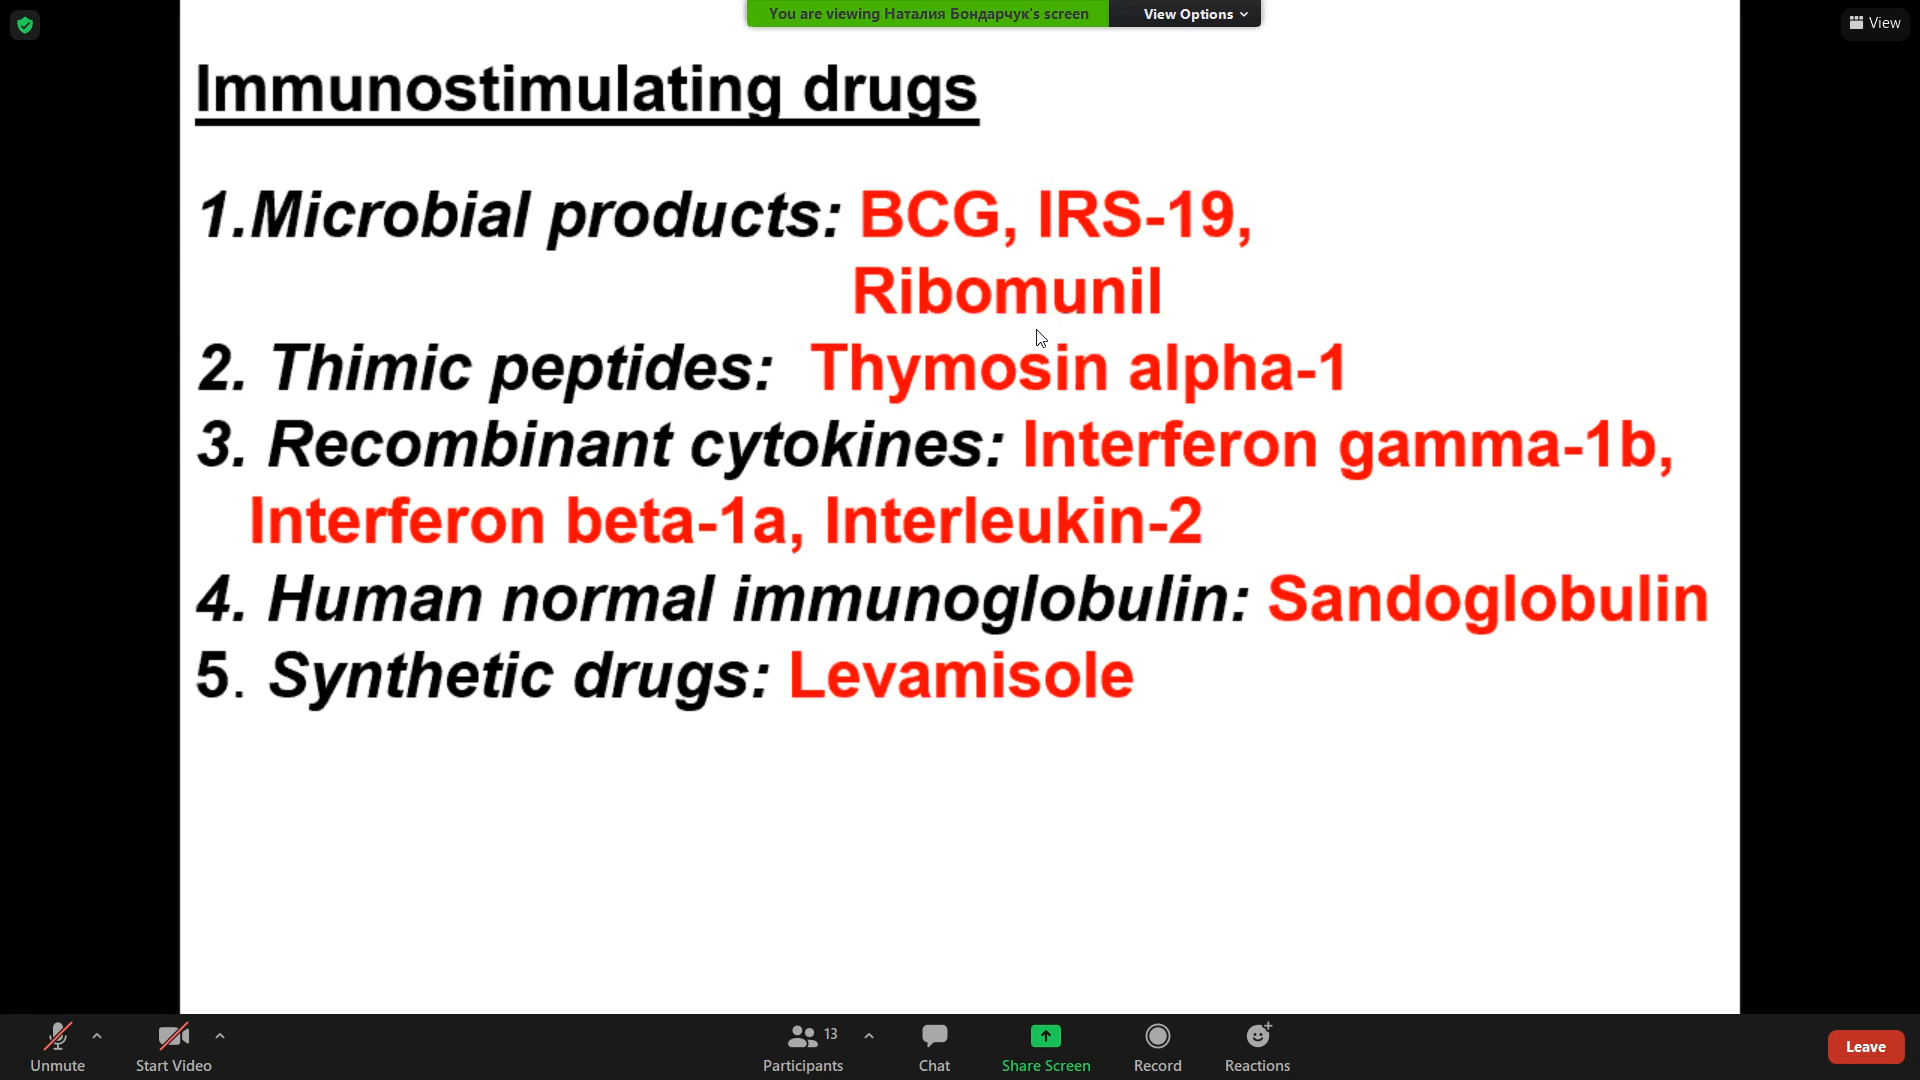 You are viewing Наталия Бондарчук's screen
View Options
View
Immunostimulating drugs
1.Microbial products: BCG, IRS-19,
Ribomunil
2. Thimic peptides: Thymosin alpha-1
3. Recombinant cytokines: Interferon gamma-1b,
Interferon beta-1a, Interleukin-2
4. Human normal immunoglobulin: Sandoglobulin
5. Synthetic drugs: Levamisole
Unmute
Start Video
13
Participants
Chat
Share Screen
Record
Reactions
Leave